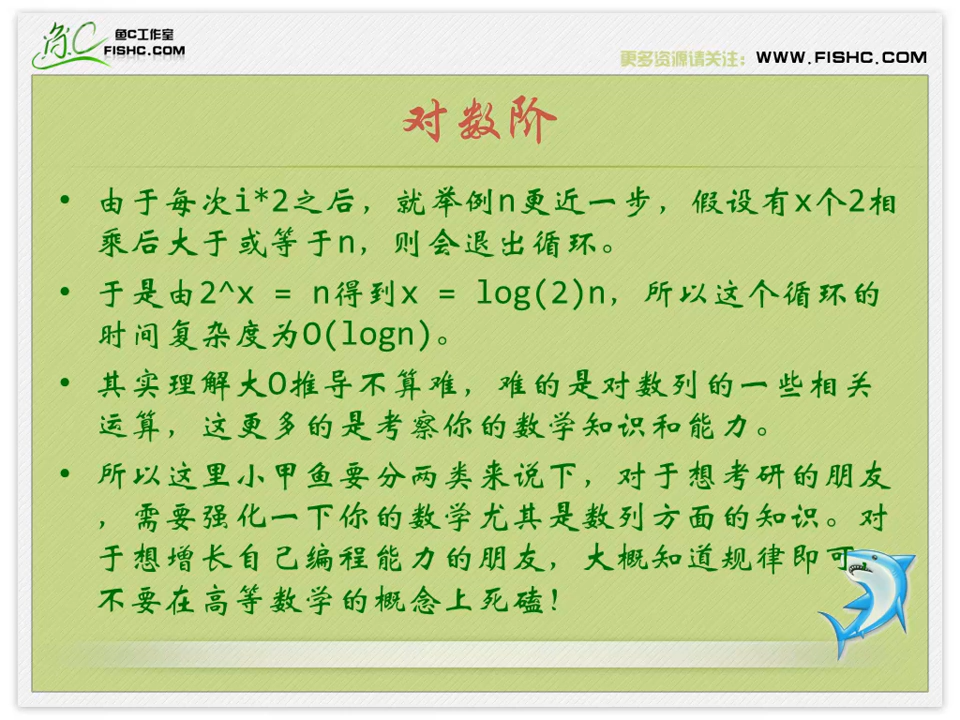 鱼C工作室
FISHC.COM
更多资源请关注：WWW.FISHC.COM
对数阶
• 由于每次i*2之后，就举例n更近一步，假设有x个2相
乘后大于或等于n，则会退出循环。
• 于是由2^x = n得到x = log(2)n，所以这个循环的
时间复杂度为O(logn)。
• 其实理解大O推导不算难，难的是对数列的一些相关
运算，这更多的是考察你的数学知识和能力。
• 所以这里小甲鱼要分两类来说下，对于想考研的朋友
，需要强化一下你的数学尤其是数列方面的知识。对
于想增长自己编程能力的朋友，大概知道规律即可
不要在高等数学的概念上死磕！